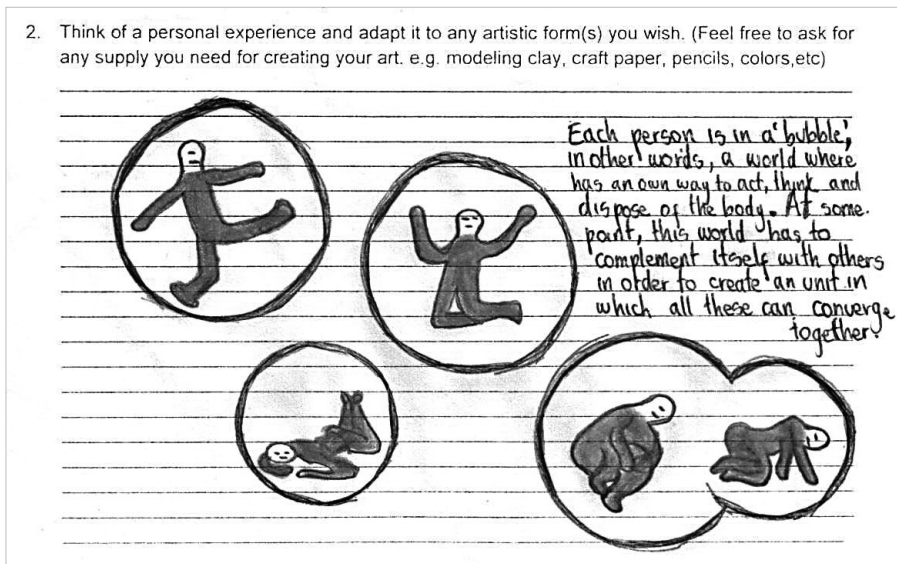 2. Think of a personal experience and adapt it to any artistic form(s) you wish. (Feel free to ask for
any supply you need for creating your art. e.g. modeling clay, craft paper, pencils, colors,etc)
Each person is in a "bubble",
in other words, a world where
has an own way to act, think and
dispose of the body. At some
point, this world has to
complement itself with others
in order to create an unit in
which all these can converge
together.